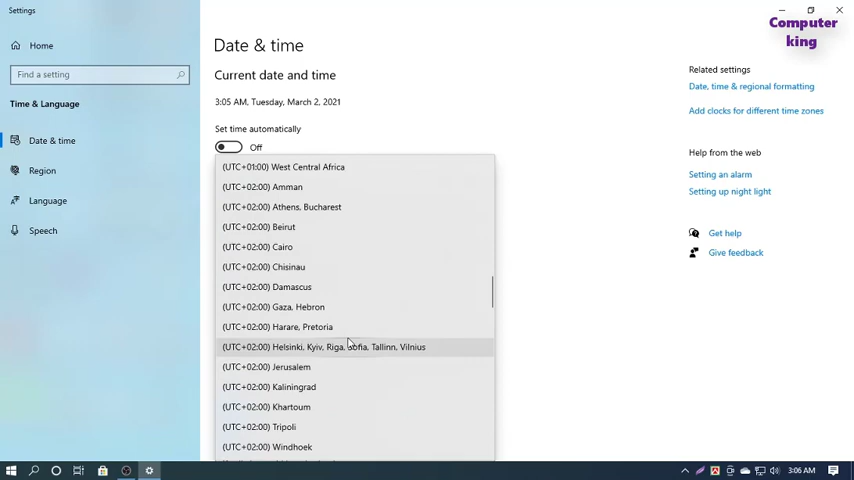 Settings
Computer
king
Home
Find a setting
Time & Language
Date & time
Region
Language
Speech
Date & time
Current date and time
3:05 AM, Tuesday, March 2, 2021
Set time automatically
Off
(UTC+01:00) West Central Africa
(UTC+02:00) Amman
(UTC+02:00) Athens, Bucharest
(UTC+02:00) Beirut
(UTC+02:00) Cairo
(UTC+02:00) Chisinau
(UTC+02:00) Damascus
(UTC+02:00) Gaza, Hebron
(UTC+02:00) Harare, Pretoria
(UTC+02:00) Helsinki, Kyiv, Riga, Sofia, Tallinn, Vilnius
(UTC+02:00) Jerusalem
(UTC+02:00) Kaliningrad
(UTC+02:00) Khartoum
(UTC+02:00) Tripoli
(UTC+02:00) Windhoek
Related settings
Date, time & regional formatting
Add clocks for different time zones
Help from the web
Setting an alarm
Setting up night light
Get help
Give feedback
3:06 AM